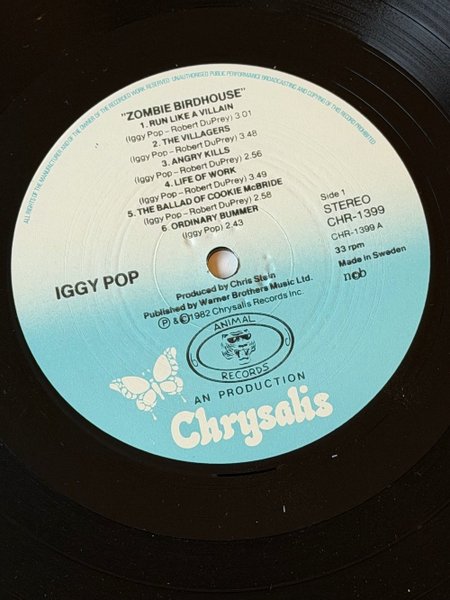 ALL RIGHTS OF THE MANUFACTURER AND OF THE OWNER OF THE RECORDED WORK RESERVED UNAUTHORISED PUBLIC PERFORMANCE BROADCASTING AND COPYING OF THIS RECORD PROHIBITED
"ZOMBIE BIRDHOUSE"
1. RUN LIKE A VILLAIN
(Iggy Pop – Robert DuPrey) 3.01
2. THE VILLAGERS
(Iggy Pop – Robert DuPrey) 3.48
3. ANGRY KILLS
(Iggy Pop – Robert DuPrey) 2.56
4. LIFE OF WORK
(Iggy Pop – Robert DuPrey) 3.49
5. THE BALLAD OF COOKIE McBRIDE
(Iggy Pop – Robert DuPrey) 2.58
6. ORDINARY BUMMER
(Iggy Pop) 2.43
Side 1
STEREO
CHR-1399
CHR-1399 A
33 rpm
Made in Sweden
ncb
IGGY POP
Produced by Chris Stein
Published by Warner Brothers Music Ltd.
℗ & © 1982 Chrysalis Records Inc.
ANIMAL
RECORDS
AN PRODUCTION
Chrysalis